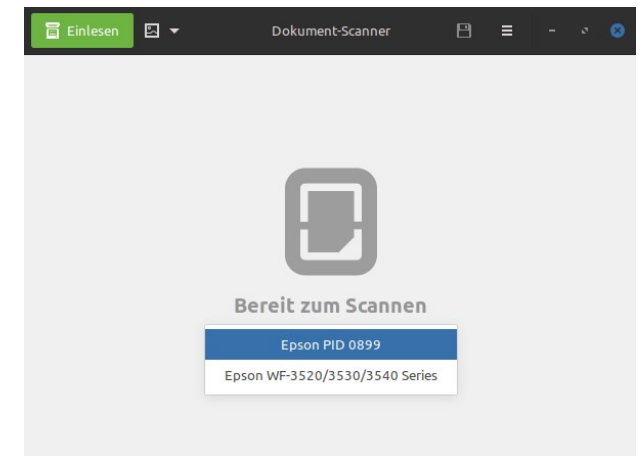 Einlesen
Dokument-Scanner
Bereit zum Scannen
Epson PID 0899
Epson WF-3520/3530/3540 Series